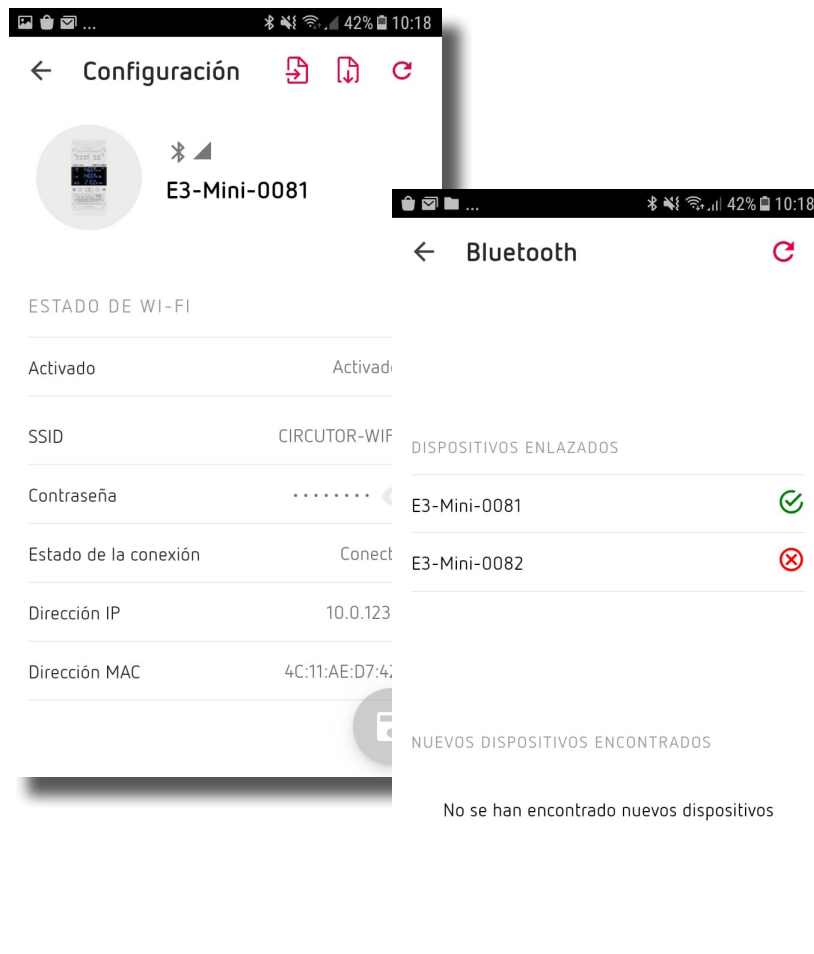 ... 42% 10:18
Configuración
E3-Mini-0081
ESTADO DE WI-FI
Activado Activad
SSID CIRCUTOR-WIF
Contraseña ········
Estado de la conexión Conect
Dirección IP 10.0.123
Dirección MAC 4C:11:AE:D7:42
... 42% 10:18
Bluetooth
DISPOSITIVOS ENLAZADOS
E3-Mini-0081
E3-Mini-0082
NUEVOS DISPOSITIVOS ENCONTRADOS
No se han encontrado nuevos dispositivos